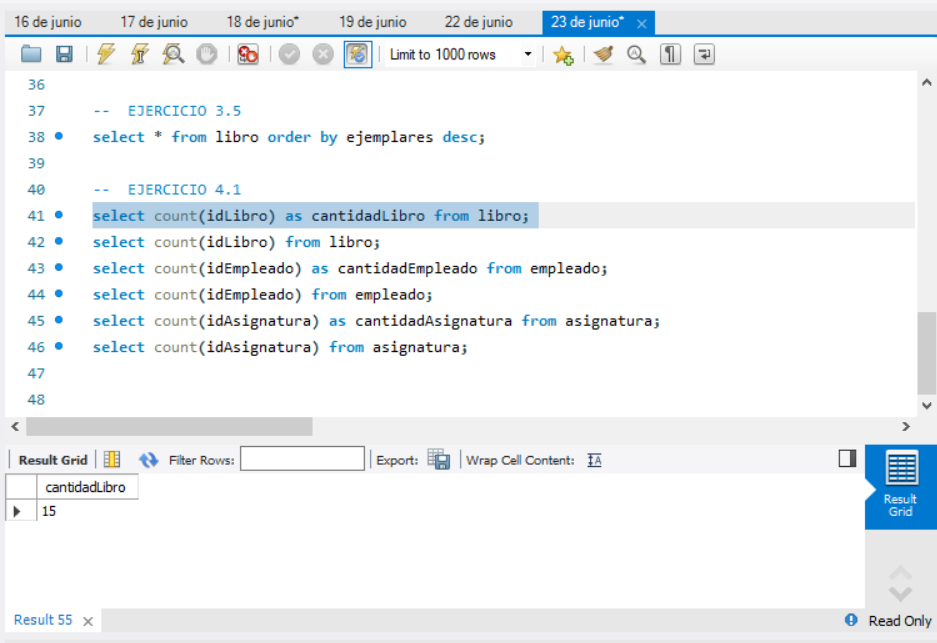 16 de junio 17 de junio 18 de junio* 19 de junio 22 de junio 23 de junio* ×
Limit to 1000 rows
36
37 -- EJERCICIO 3.5
38 select * from libro order by ejemplares desc;
39
40 -- EJERCICIO 4.1
41 select count(idLibro) as cantidadLibro from libro;
42 select count(idLibro) from libro;
43 select count(idEmpleado) as cantidadEmpleado from empleado;
44 select count(idEmpleado) from empleado;
45 select count(idAsignatura) as cantidadAsignatura from asignatura;
46 select count(idAsignatura) from asignatura;
47
48
Result Grid Filter Rows: Export: Wrap Cell Content: IA
cantidadLibro
15
Result
Grid
Result 55 × Read Only